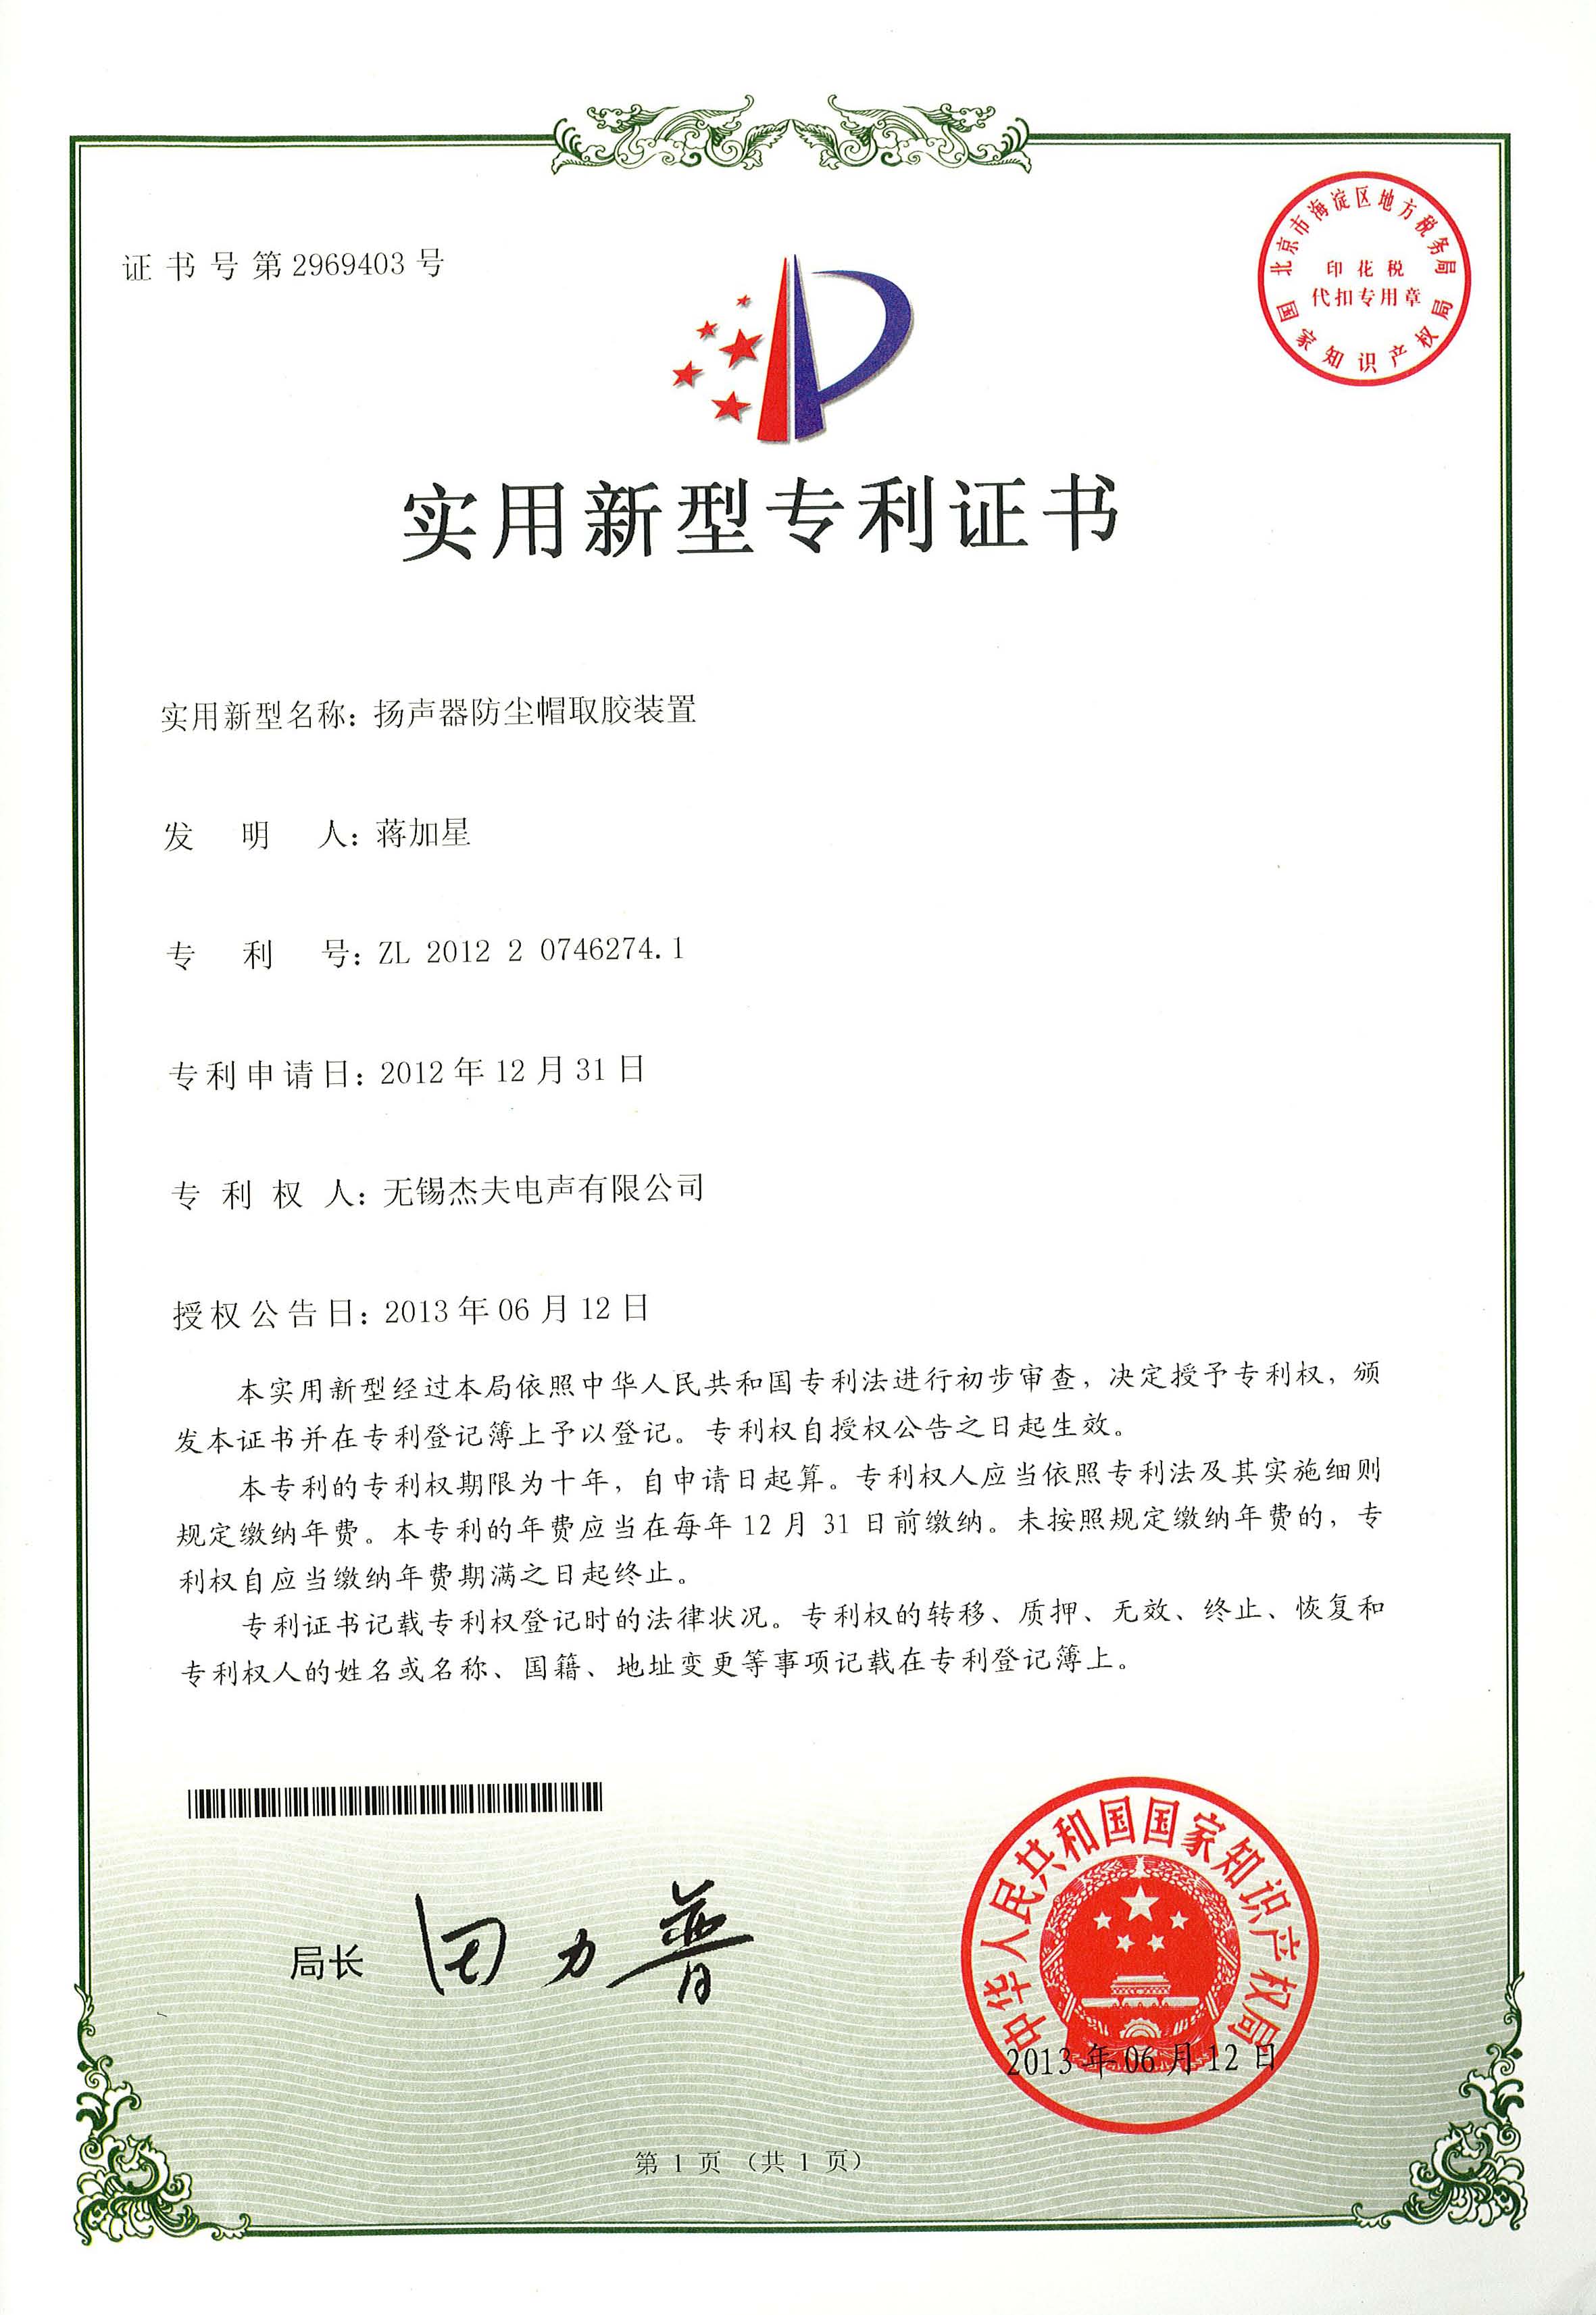 证书号第2969403号
北京市海淀区地方税务局
印花税
代扣专用章
国家知识产权局
实用新型专利证书
实用新型名称：扬声器防尘帽取胶装置
发明人：蒋加星
专利号：ZL 2012 2 0746274.1
专利申请日：2012年12月31日
专利权人：无锡杰夫电声有限公司
授权公告日：2013年06月12日
本实用新型经过本局依照中华人民共和国专利法进行初步审查，决定授予专利权，颁
发本证书并在专利登记簿上予以登记。专利权自授权公告之日起生效。
本专利的专利权期限为十年，自申请日起算。专利权人应当依照专利法及其实施细则
规定缴纳年费。本专利的年费应当在每年12月31日前缴纳。未按照规定缴纳年费的，专
利权自应当缴纳年费期满之日起终止。
专利证书记载专利权登记时的法律状况。专利权的转移、质押、无效、终止、恢复和
专利权人的姓名或名称、国籍、地址变更等事项记载在专利登记簿上。
局长 田力普
中华人民共和国国家知识产权局
2013年06月12日
第1页（共1页）